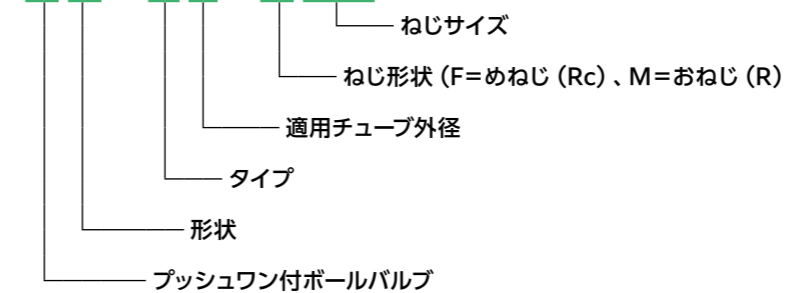 ねじサイズ
ねじ形状（F＝めねじ（Rc）、M＝おねじ（R）
適用チューブ外径
タイプ
形状
プッシュワン付ボールバルブ